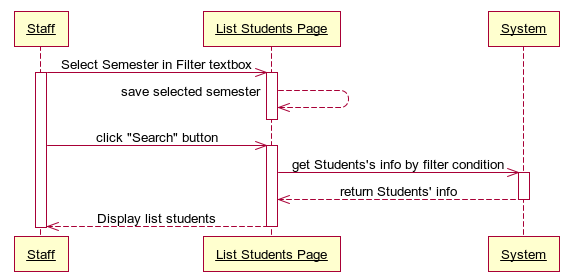 Staff
List Students Page
System
Select Semester in Filter textbox
save selected semester
click "Search" button
get Students's info by filter condition
return Students' info
Display list students
Staff
List Students Page
System